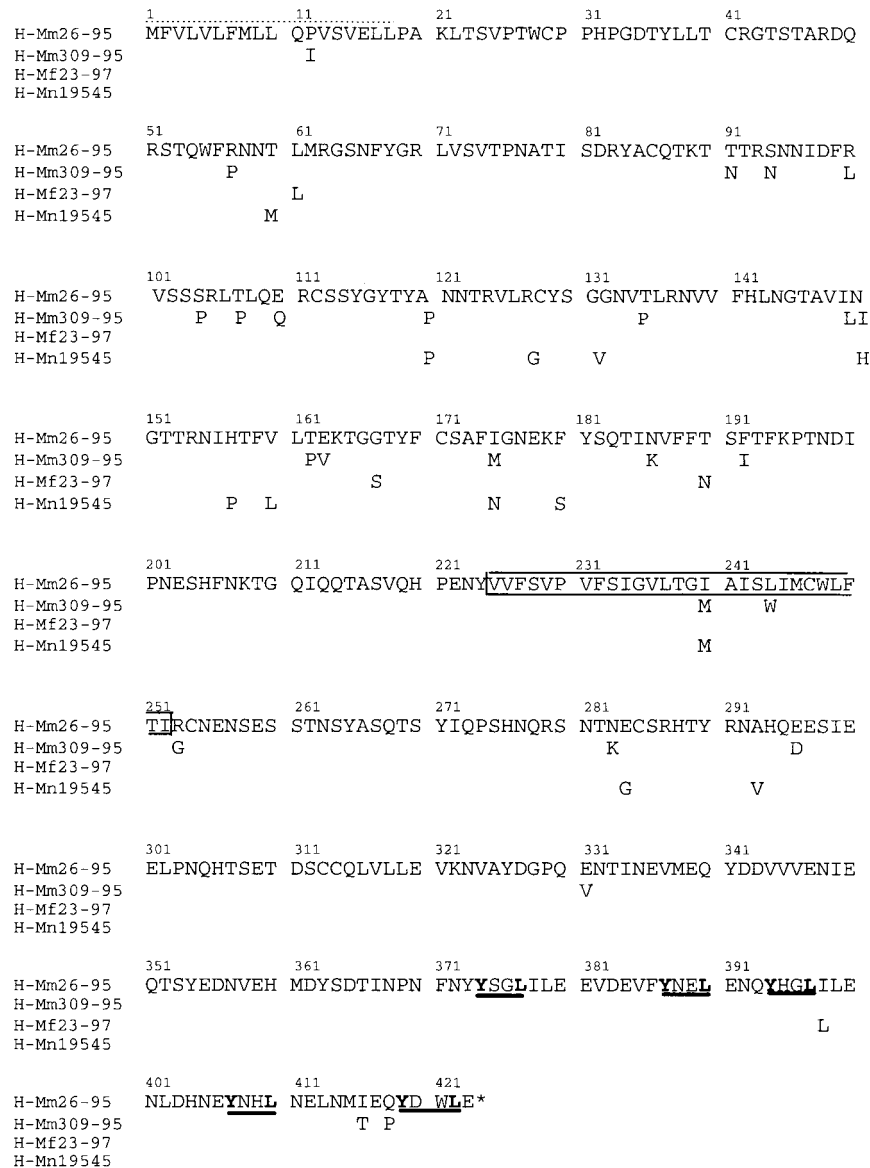 1 11 21 31 41
H-Mm26-95 MFVLVLFMLL QPVSVELLPA KLTSVPTWCP PHPGDTYLLT CRGTSTARDQ
H-Mm309-95 I
H-Mf23-97
H-Mn19545
51 61 71 81 91
H-Mm26-95 RSTQWFRNNT LMRGSNFYGR LVSVTPNATI SDRYACQTKT TTRSNNIDFR
H-Mm309-95 P N N L
H-Mf23-97 L
H-Mn19545 M
101 111 121 131 141
H-Mm26-95 VSSSRLTLQE RCSSYGYTYA NNTRVLRCYS GGNVTLRNVV FHLNGTAVIN
H-Mm309-95 P P Q P P LI
H-Mf23-97
H-Mn19545 P G V H
151 161 171 181 191
H-Mm26-95 GTTRNIHTFV LTEKTGGTYF CSAFIGNEKF YSQTINVFFT SFTFKPTNDI
H-Mm309-95 PV M K I
H-Mf23-97 S N
H-Mn19545 P L N S
201 211 221 231 241
H-Mm26-95 PNESHFNKTG QIQQTASVQH PENYVVFSVP VFSIGVLTGI AISLIMCWLF
H-Mm309-95 M W
H-Mf23-97
H-Mn19545 M
251 261 271 281 291
H-Mm26-95 TIRCNENSES STNSYASQTS YIQPSHNQRS NTNECSRHTY RNAHQEESIE
H-Mm309-95 G K D
H-Mf23-97
H-Mn19545 G V
301 311 321 331 341
H-Mm26-95 ELPNQHTSET DSCCQLVLLE VKNVAYDGPQ ENTINEVMEQ YDDVVVENIE
H-Mm309-95 V
H-Mf23-97
H-Mn19545
351 361 371 381 391
H-Mm26-95 QTSYEDNVEH MDYSDTINPN FNYYSGLILE EVDEVFYNEL ENQYHGLILE
H-Mm309-95
H-Mf23-97 L
H-Mn19545
401 411 421
H-Mm26-95 NLDHNEYNHL NELNMIEQYD WLE*
H-Mm309-95 T P
H-Mf23-97
H-Mn19545